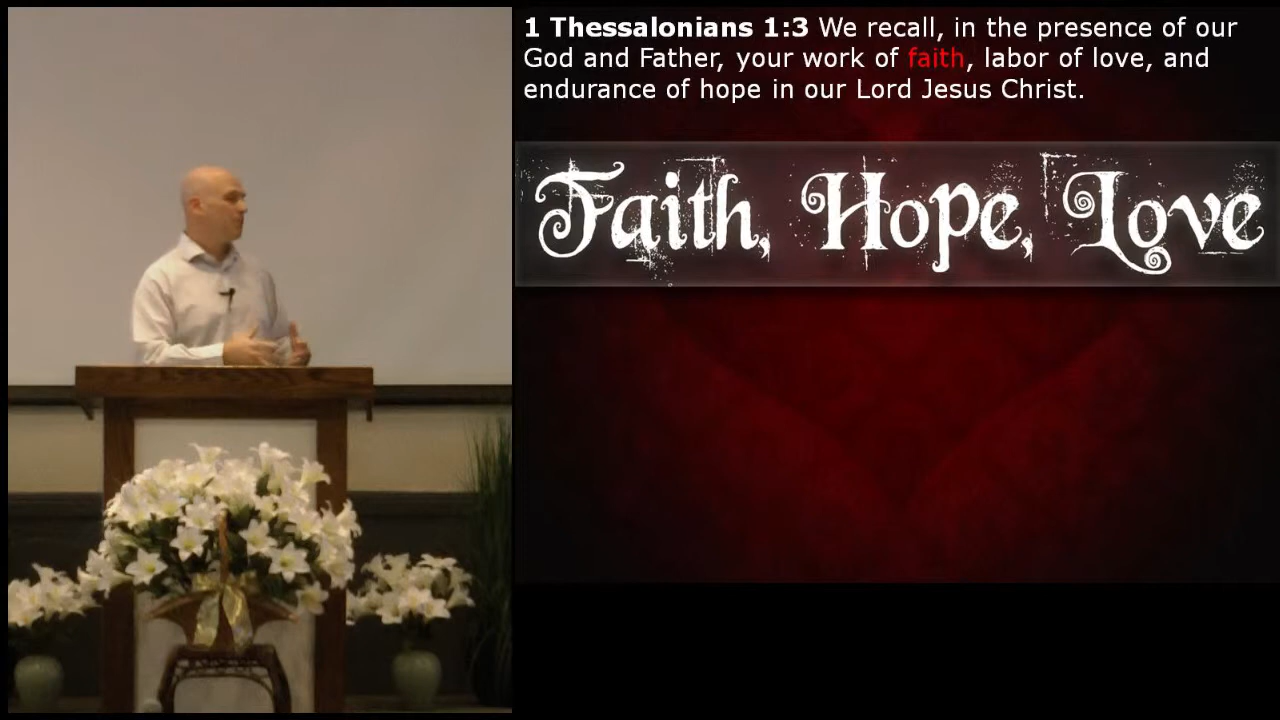 1 Thessalonians 1:3 We recall, in the presence of our
God and Father, your work of faith, labor of love, and
endurance of hope in our Lord Jesus Christ.
Faith, Hope, Love